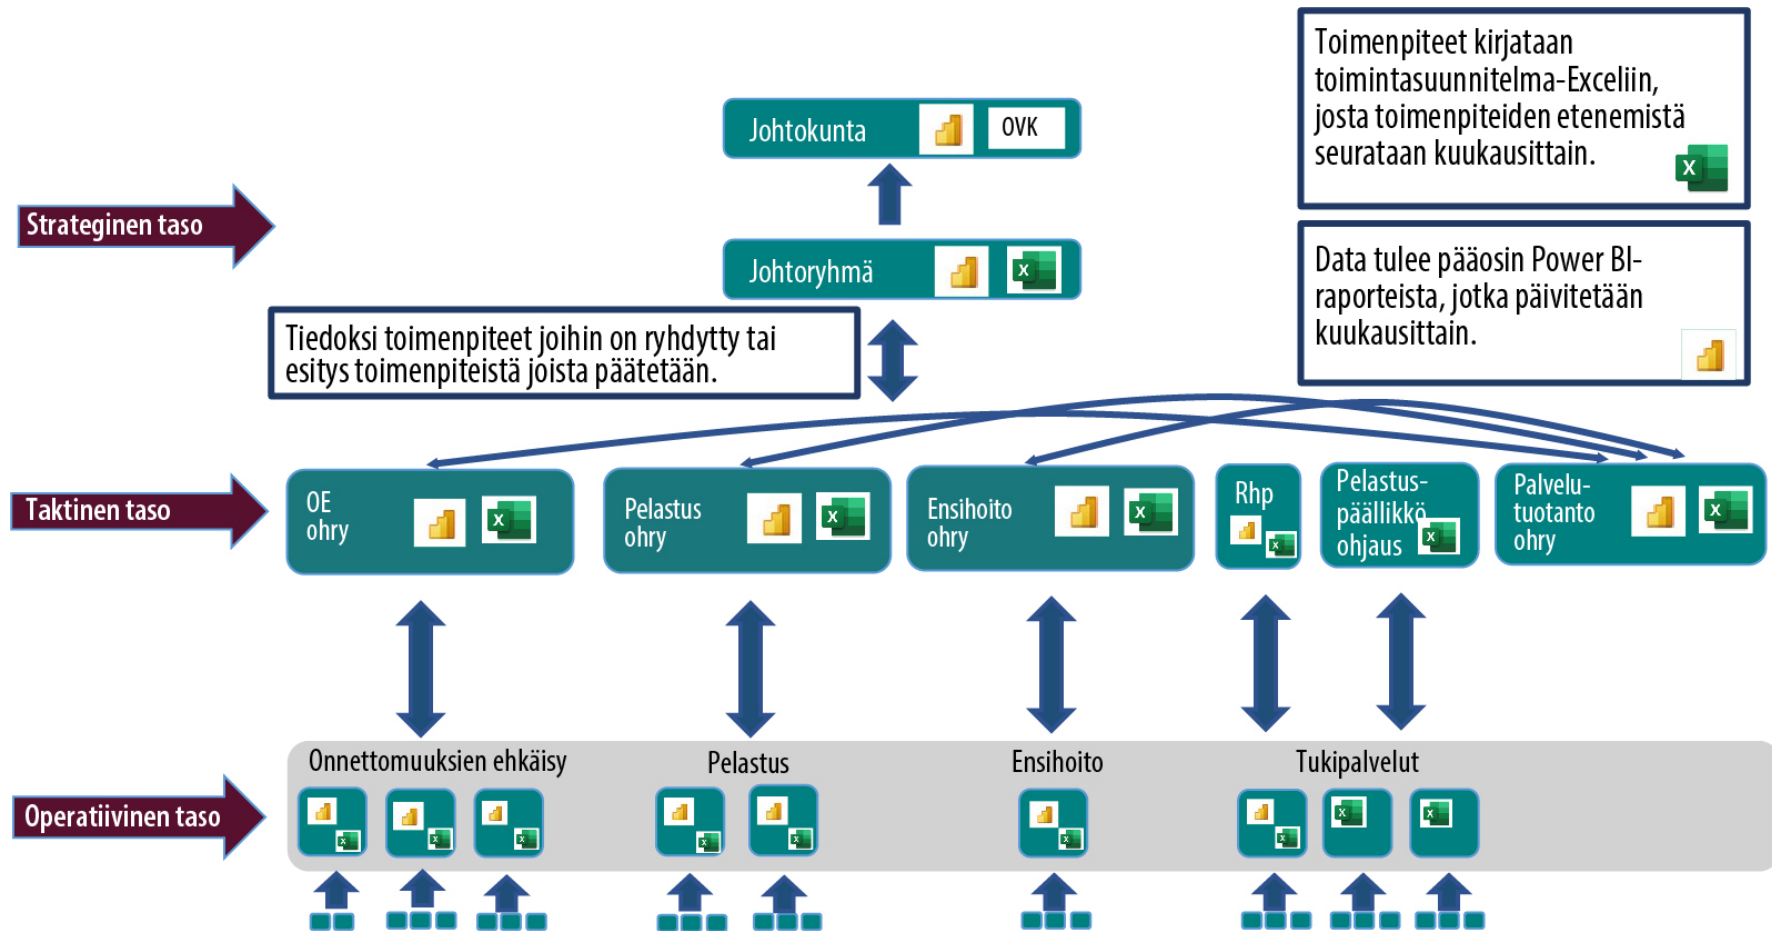 Toimenpiteet kirjataan
toimintasuunnitelma-Exceliin,
josta toimenpiteiden etenemistä
seurataan kuukausittain.
X
Johtokunta
OVK
Strateginen taso
Johtoryhmä
X
Data tulee pääosin Power BI-
raporteista, jotka päivitetään
kuukausittain.
Tiedoksi toimenpiteet joihin on ryhdytty tai
esitys toimenpiteistä joista päätetään.
Taktinen taso
OE
ohry
X
Pelastus
ohry
X
Ensihoito
ohry
X
Rhp
X
Pelastus-
päällikkö
ohjaus
X
Palvelu-
tuotanto
ohry
X
Onnettomuuksien ehkäisy
Pelastus
Ensihoito
Tukipalvelut
Operatiivinen taso
X
X
X
X
X
X
X
X
X